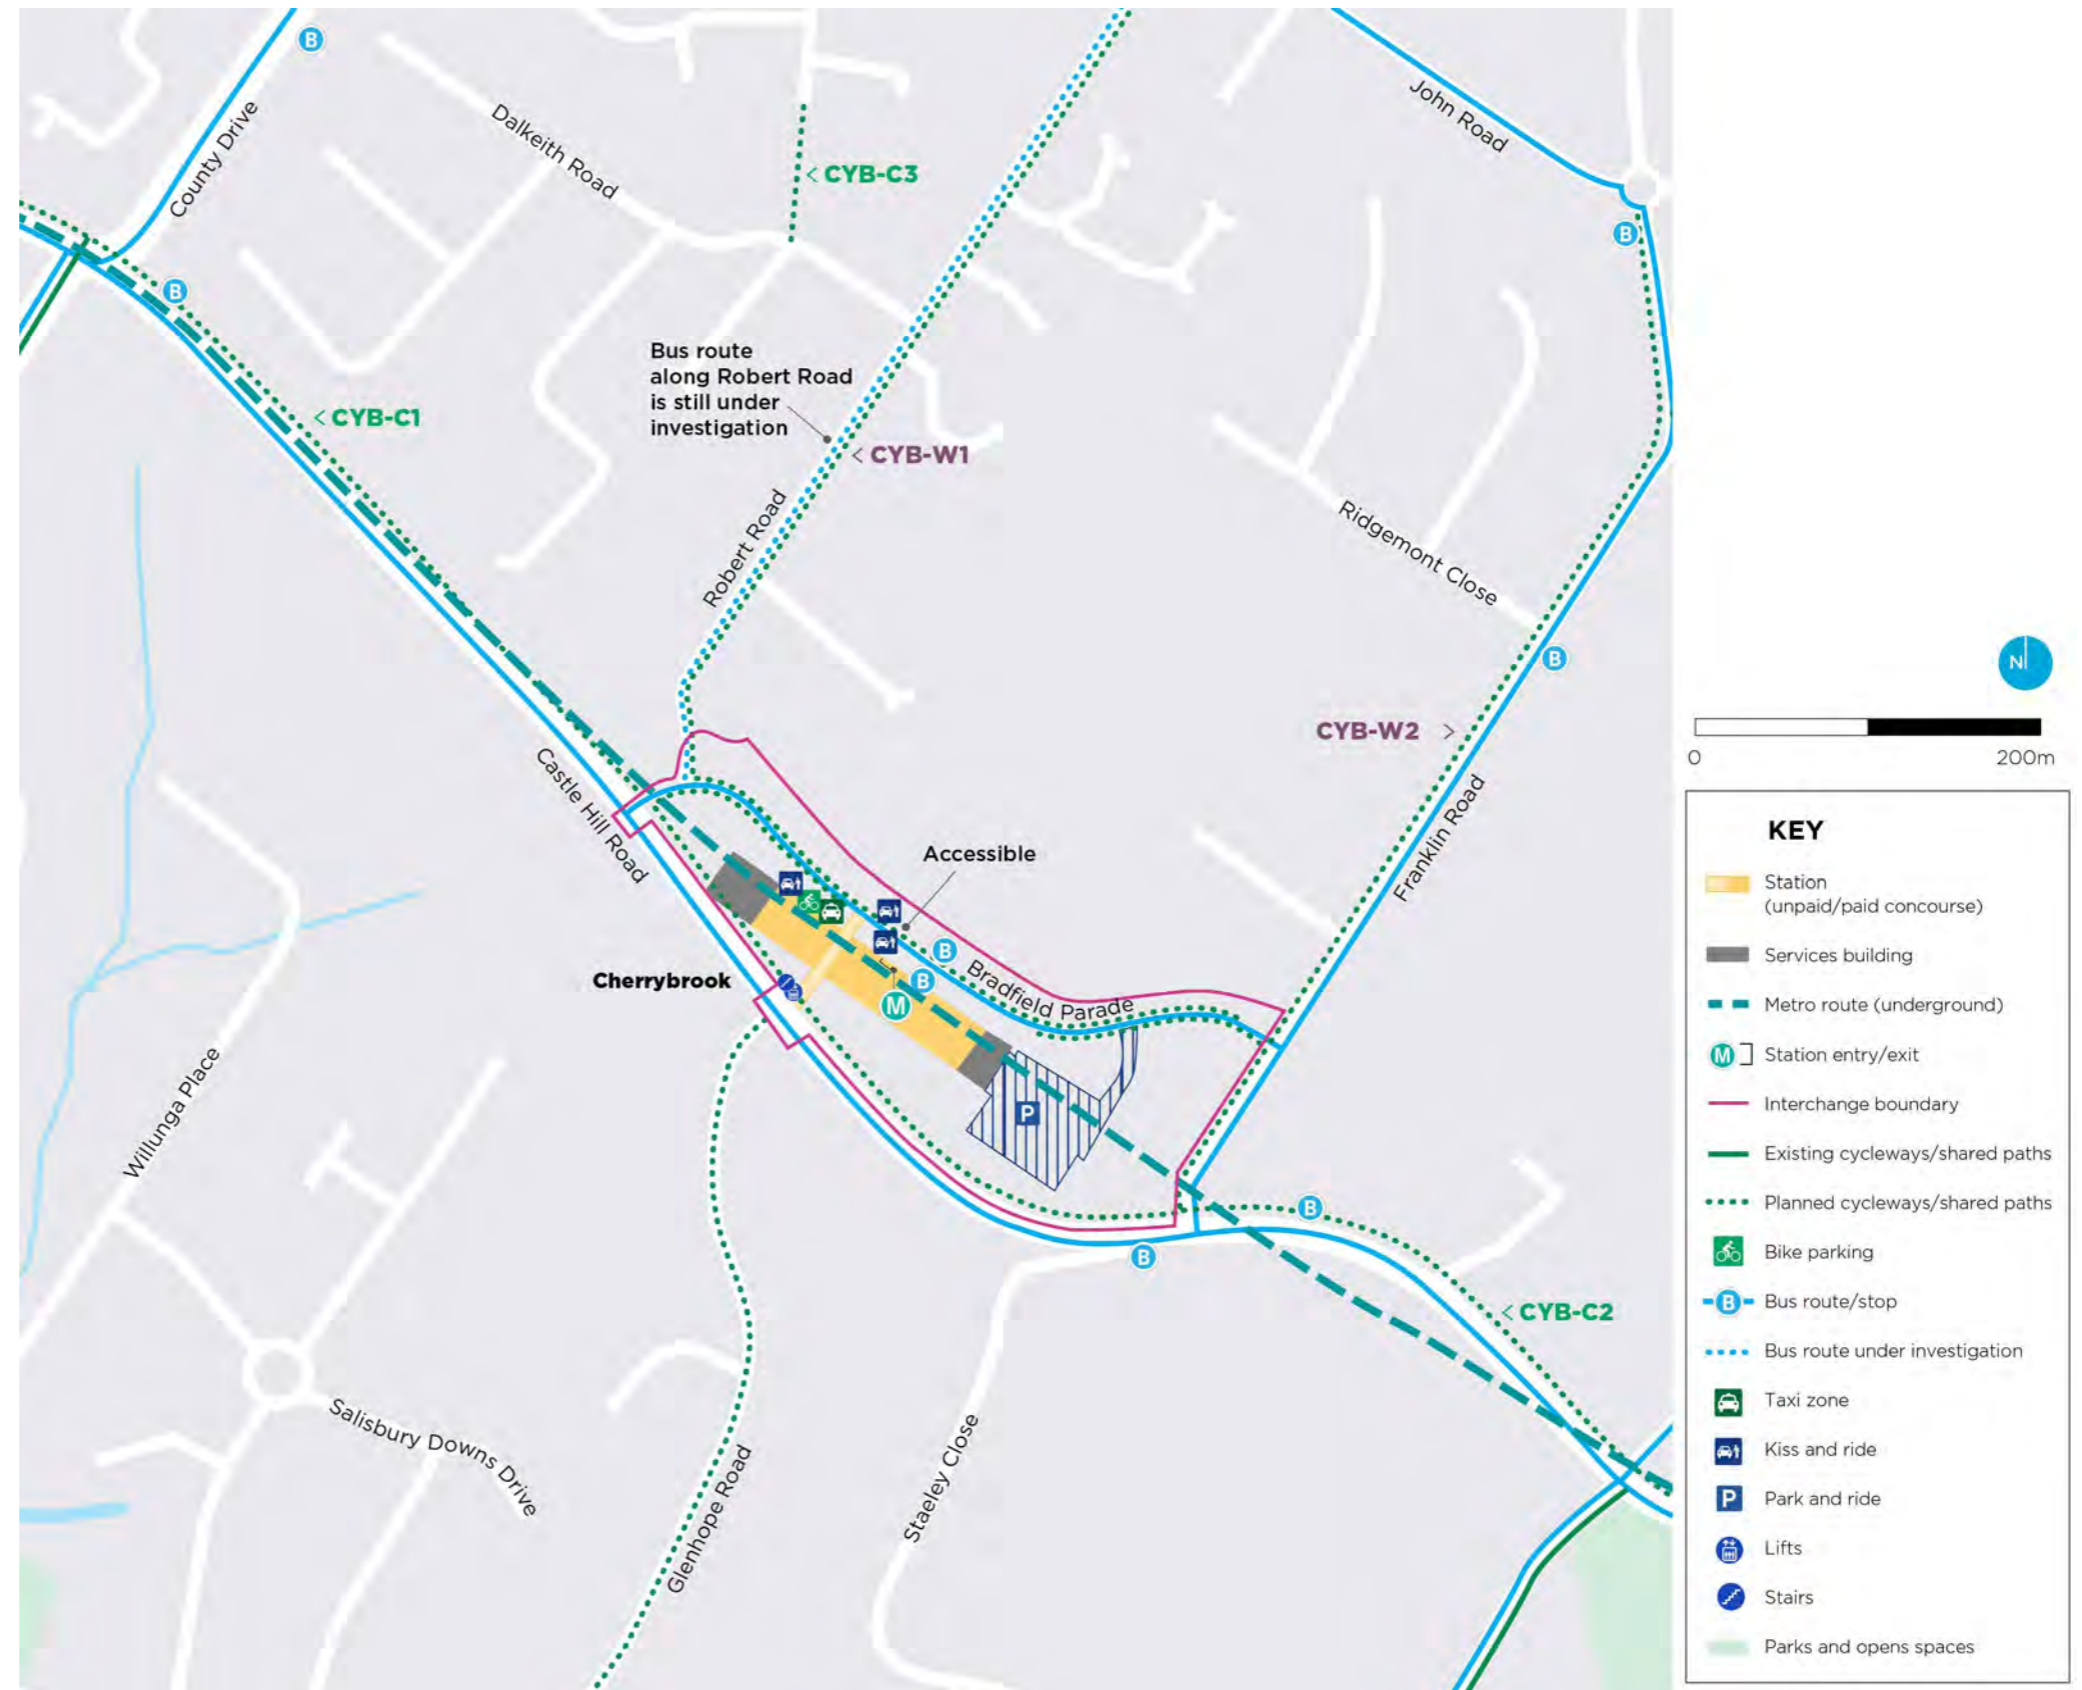 B
County Drive
Dalkeith Road
< CYB-C3
John Road
B
B
Bus route
along Robert Road
is still under
investigation
< CYB-C1
< CYB-W1
Robert Road
Ridgemont Close
B
CYB-W2 >
Castle Hill Road
Franklin Road
Accessible
B
Cherrybrook
B
M
Bradfield Parade
P
Willunga Place
B
B
< CYB-C2
Salisbury Downs Drive
Glenhope Road
Staeley Close
N
0
200m
KEY
Station
(unpaid/paid concourse)
Services building
Metro route (underground)
M
Station entry/exit
Interchange boundary
Existing cycleways/shared paths
Planned cycleways/shared paths
Bike parking
B
Bus route/stop
Bus route under investigation
Taxi zone
Kiss and ride
P
Park and ride
Lifts
Stairs
Parks and opens spaces